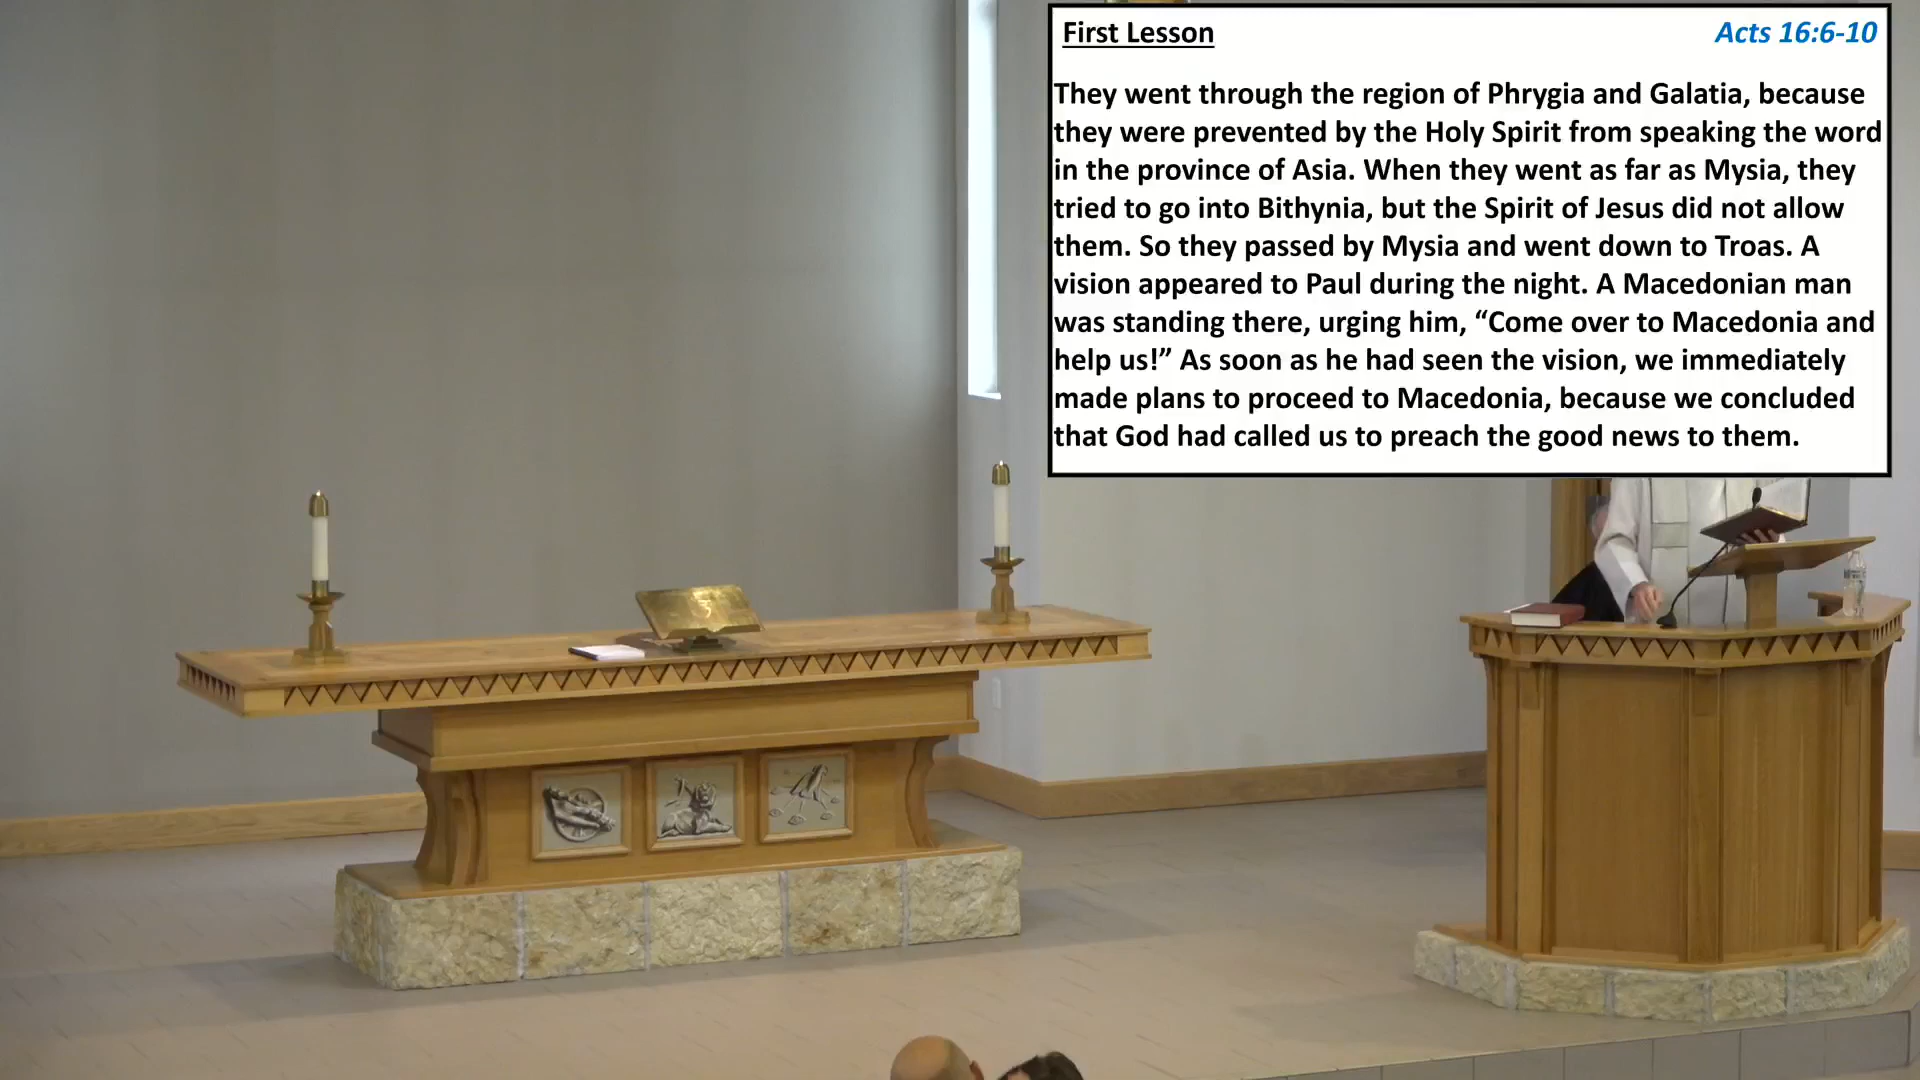 First Lesson Acts 16:6-10
They went through the region of Phrygia and Galatia, because
they were prevented by the Holy Spirit from speaking the word
in the province of Asia. When they went as far as Mysia, they
tried to go into Bithynia, but the Spirit of Jesus did not allow
them. So they passed by Mysia and went down to Troas. A
vision appeared to Paul during the night. A Macedonian man
was standing there, urging him, “Come over to Macedonia and
help us!” As soon as he had seen the vision, we immediately
made plans to proceed to Macedonia, because we concluded
that God had called us to preach the good news to them.